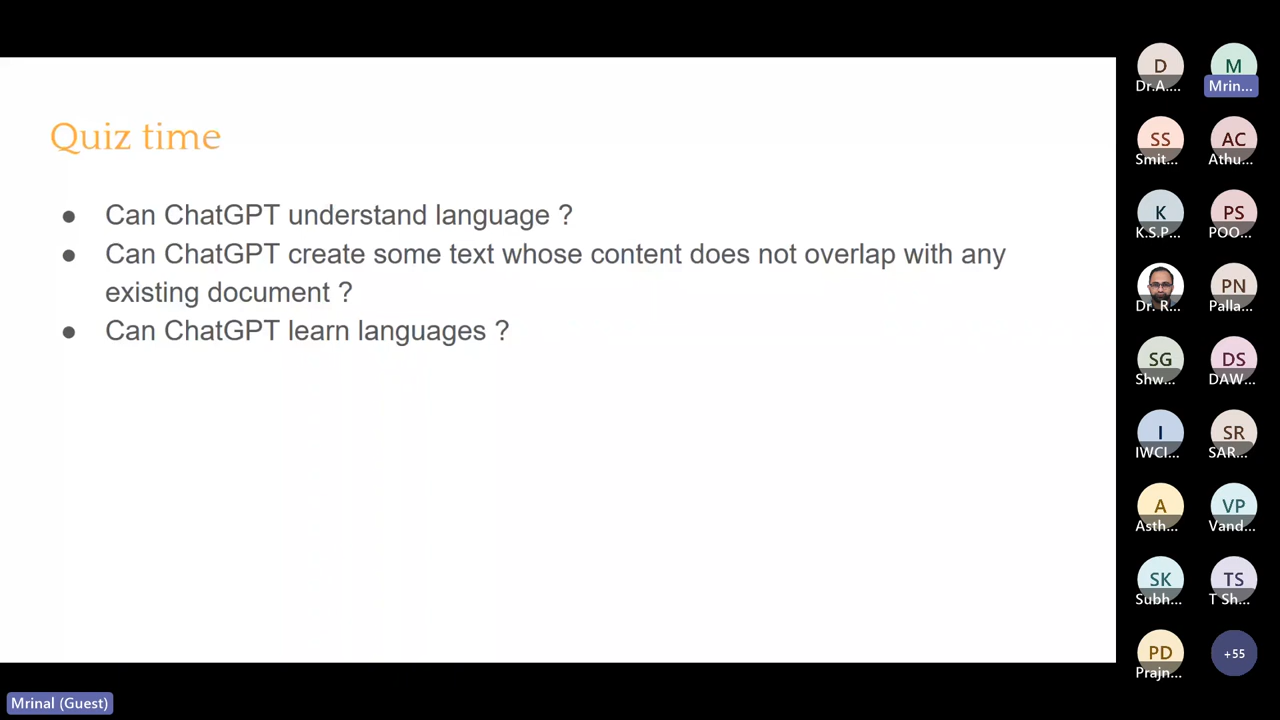 Quiz time
● Can ChatGPT understand language ?
● Can ChatGPT create some text whose content does not overlap with any
existing document ?
● Can ChatGPT learn languages ?
D
Dr.A....
M
Mrin...
SS
Smit...
AC
Athu...
K
K.S.P...
PS
POO...
Dr. R...
PN
Palla...
SG
Shw...
DS
DAW...
I
IWCI...
SR
SAR...
A
Asth...
VP
Vand...
SK
Subh...
TS
T Sh...
PD
Prajn...
+55
Mrinal (Guest)